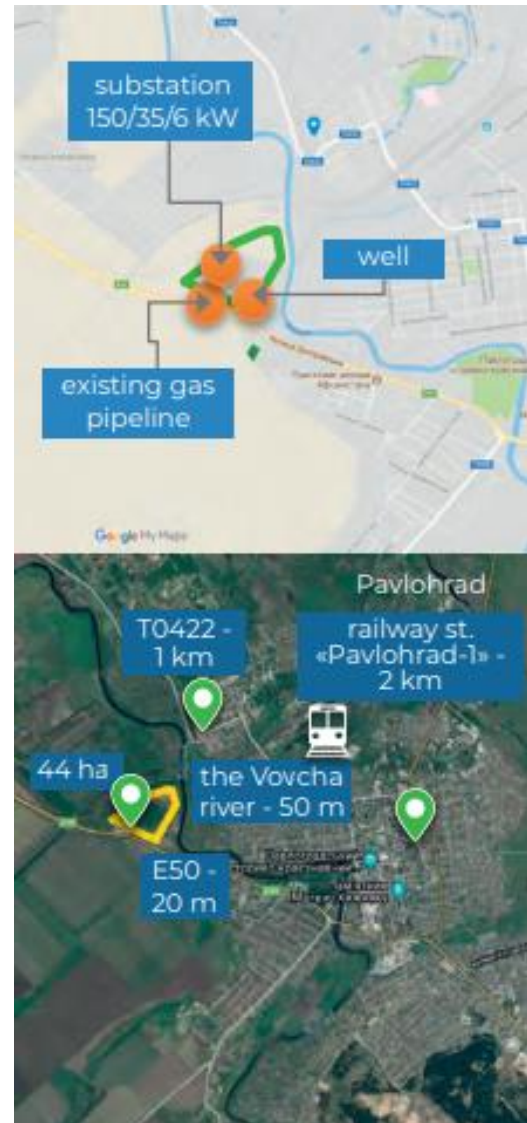 substation
150/35/6 kW
well
existing gas
pipeline
Google My Maps
Pavlohrad
T0422 -
1 km
railway st.
«Pavlohrad-1» -
2 km
44 ha
the Vovcha
river - 50 m
E50 -
20 m